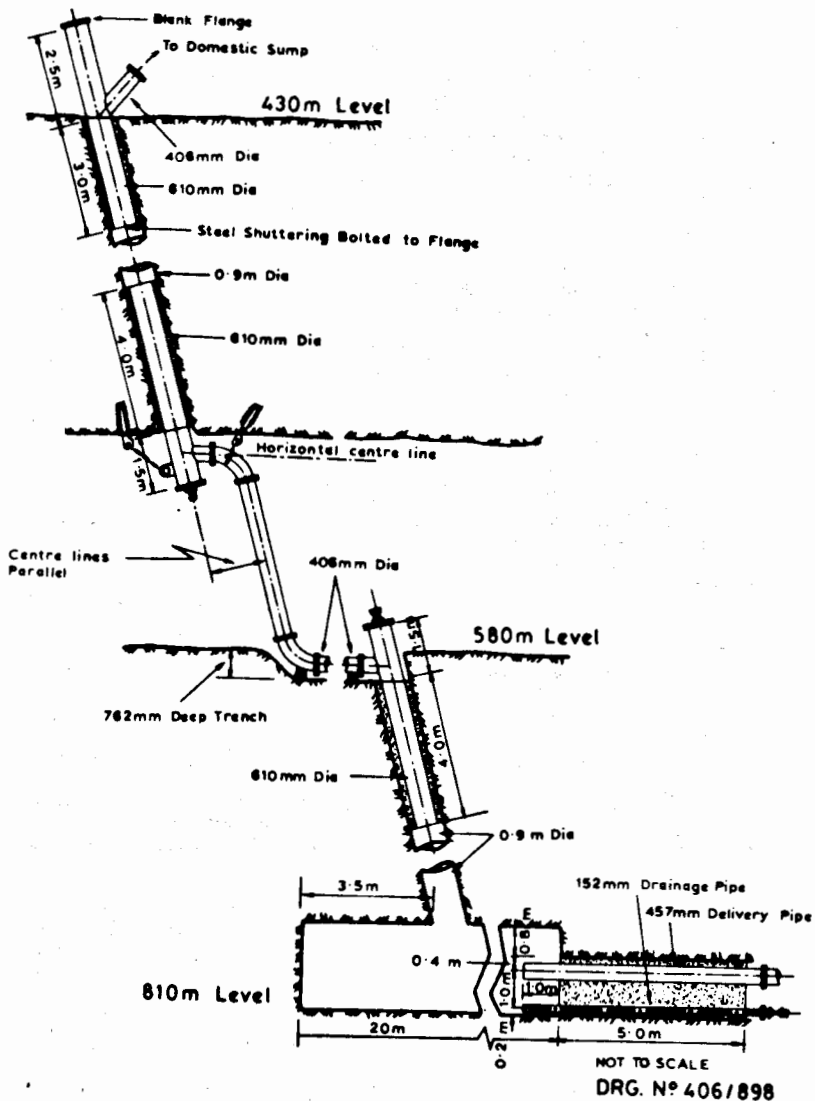 Blank Flange
To Domestic Sump
2.5m
430m Level
406mm Dia
3.0m
610mm Dia
Steel Shuttering Bolted to Flange
0.9m Dia
4.0m
610mm Dia
Horizontal centre line
1.5m
Centre lines
Parallel
406mm Dia
1.5m
580m Level
762mm Deep Trench
610mm Dia
4.0m
0.9m Dia
3.5m
152mm Drainage Pipe
457mm Delivery Pipe
E
0.8
0.4 m
1.0m
1.0m
810m Level
20m
E
0.2
5.0m
NOT TO SCALE
DRG. Nº 406/898